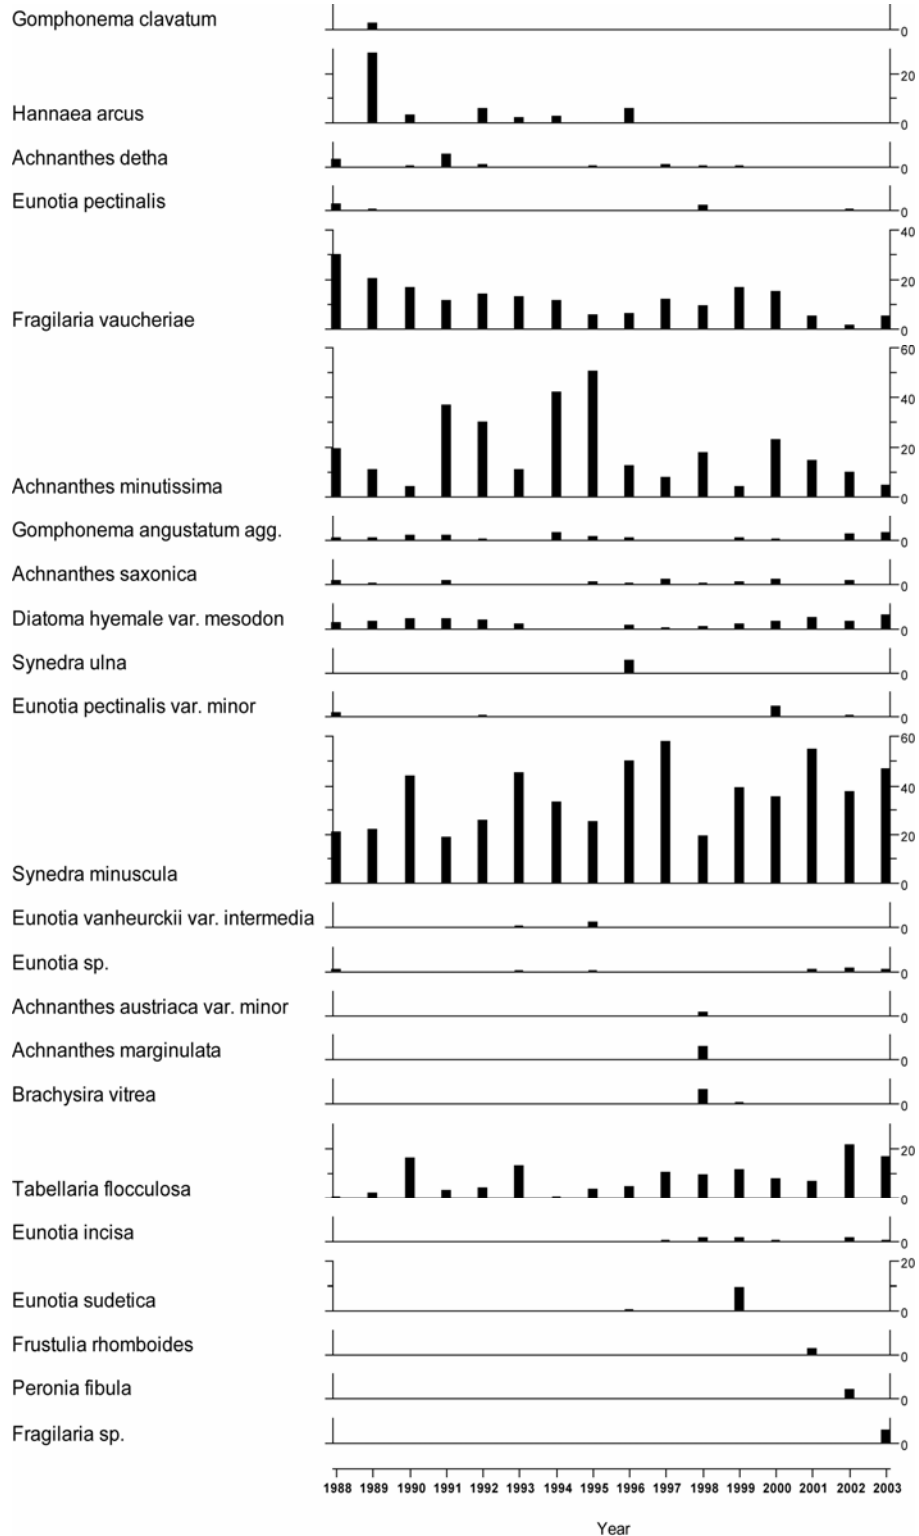 Gomphonema clavatum
0
20
Hannaea arcus
0
Achnanthes detha
0
Eunotia pectinalis
0
40
20
Fragilaria vaucheriae
0
60
40
20
Achnanthes minutissima
0
Gomphonema angustatum agg.
0
Achnanthes saxonica
0
Diatoma hyemale var. mesodon
0
Synedra ulna
0
Eunotia pectinalis var. minor
0
60
40
20
Synedra minuscula
0
Eunotia vanheurckii var. intermedia
0
Eunotia sp.
0
Achnanthes austriaca var. minor
0
Achnanthes marginulata
0
Brachysira vitrea
0
20
Tabellaria flocculosa
0
Eunotia incisa
0
20
Eunotia sudetica
0
Frustulia rhomboides
0
Peronia fibula
0
Fragilaria sp.
0
1988 1989 1990 1991 1992 1993 1994 1995 1996 1997 1998 1999 2000 2001 2002 2003
Year